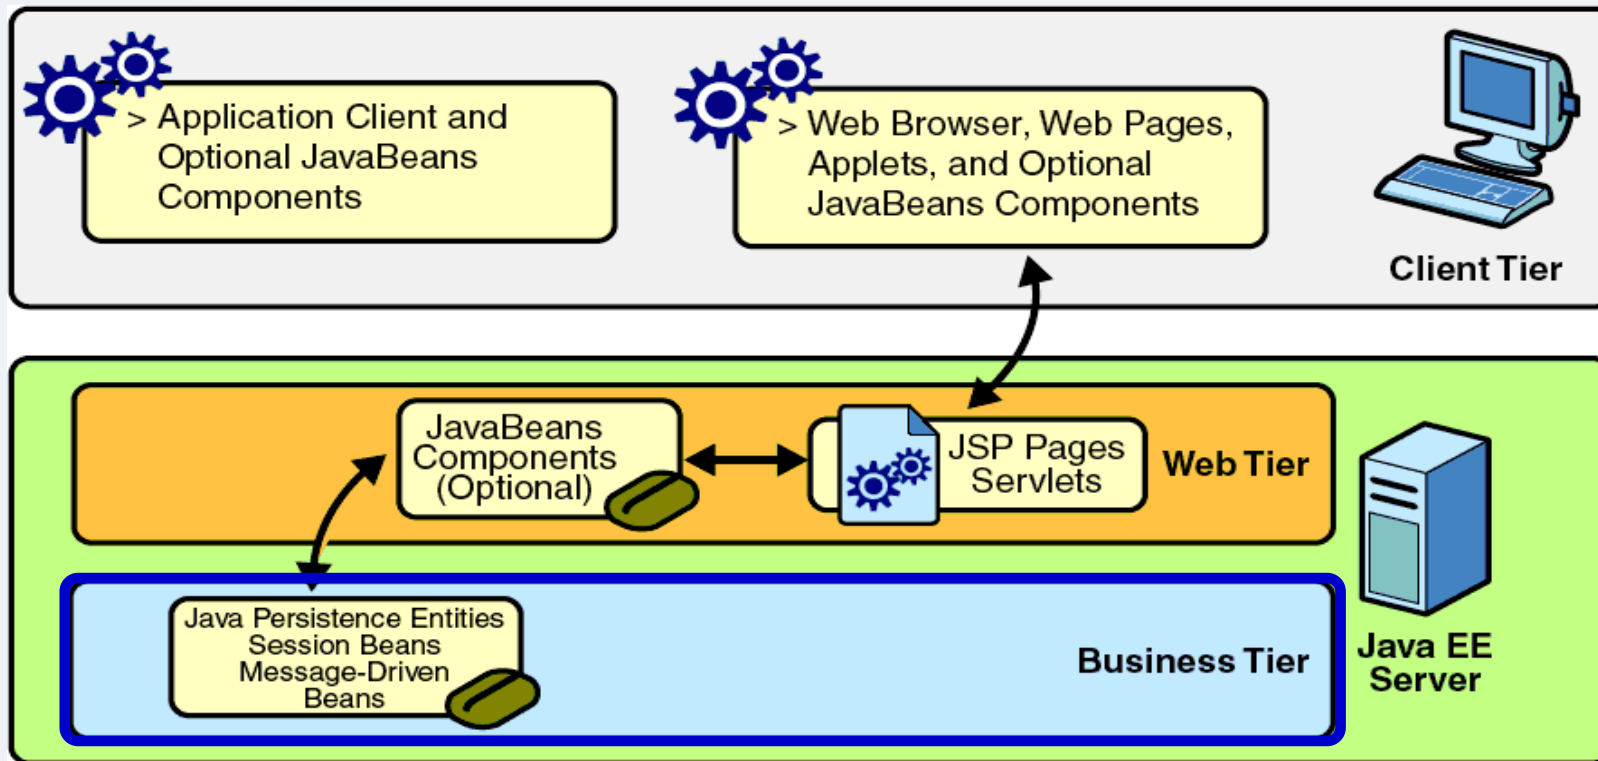 > Application Client and
Optional JavaBeans
Components
> Web Browser, Web Pages,
Applets, and Optional
JavaBeans Components
Client Tier
JavaBeans
Components
(Optional)
JSP Pages
Servlets
Web Tier
Java Persistence Entities
Session Beans
Message-Driven
Beans
Business Tier
Java EE
Server